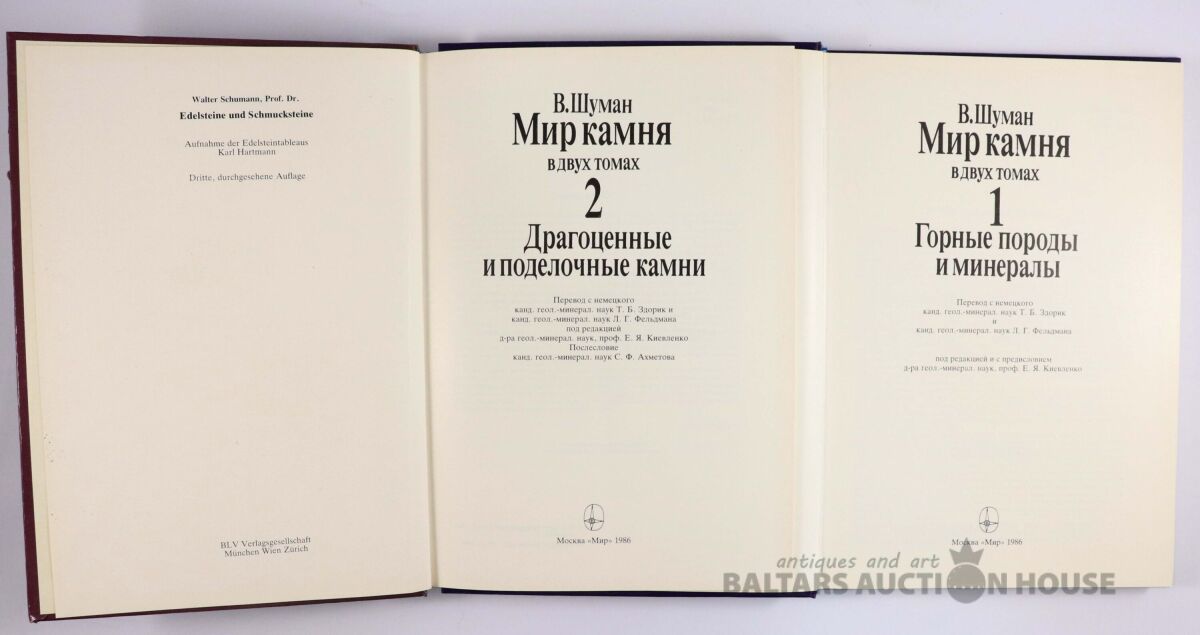 Walter Schumann, Prof. Dr.
Edelsteine und Schmucksteine
Aufnahme der Edelsteintableaus
Karl Hartmann
Dritte, durchgesehene Auflage
BLV Verlagsgesellschaft
München Wien Zürich
В.Шуман
Мир камня
в двух томах
2
Драгоценные
и поделочные камни
Перевод с немецкого
канд. геол.-минерал. наук Т. Б. Здорик и
канд. геол.-минерал. наук Л. Г. Фельдмана
под редакцией
д-ра геол.-минерал. наук, проф. Е. Я. Киевленко
Послесловие
канд. геол.-минерал. наук С. Ф. Ахметова
Москва «Мир» 1986
В.Шуман
Мир камня
в двух томах
1
Горные породы
и минералы
Перевод с немецкого
канд. геол.-минерал. наук Т. Б. Здорик
и
канд. геол.-минерал. наук Л. Г. Фельдмана
под редакцией и с предисловием
д-ра геол.-минерал. наук, проф. Е. Я. Киевленко
Москва «Мир» 1986
antiques and art
BALTARS AUCTION HOUSE